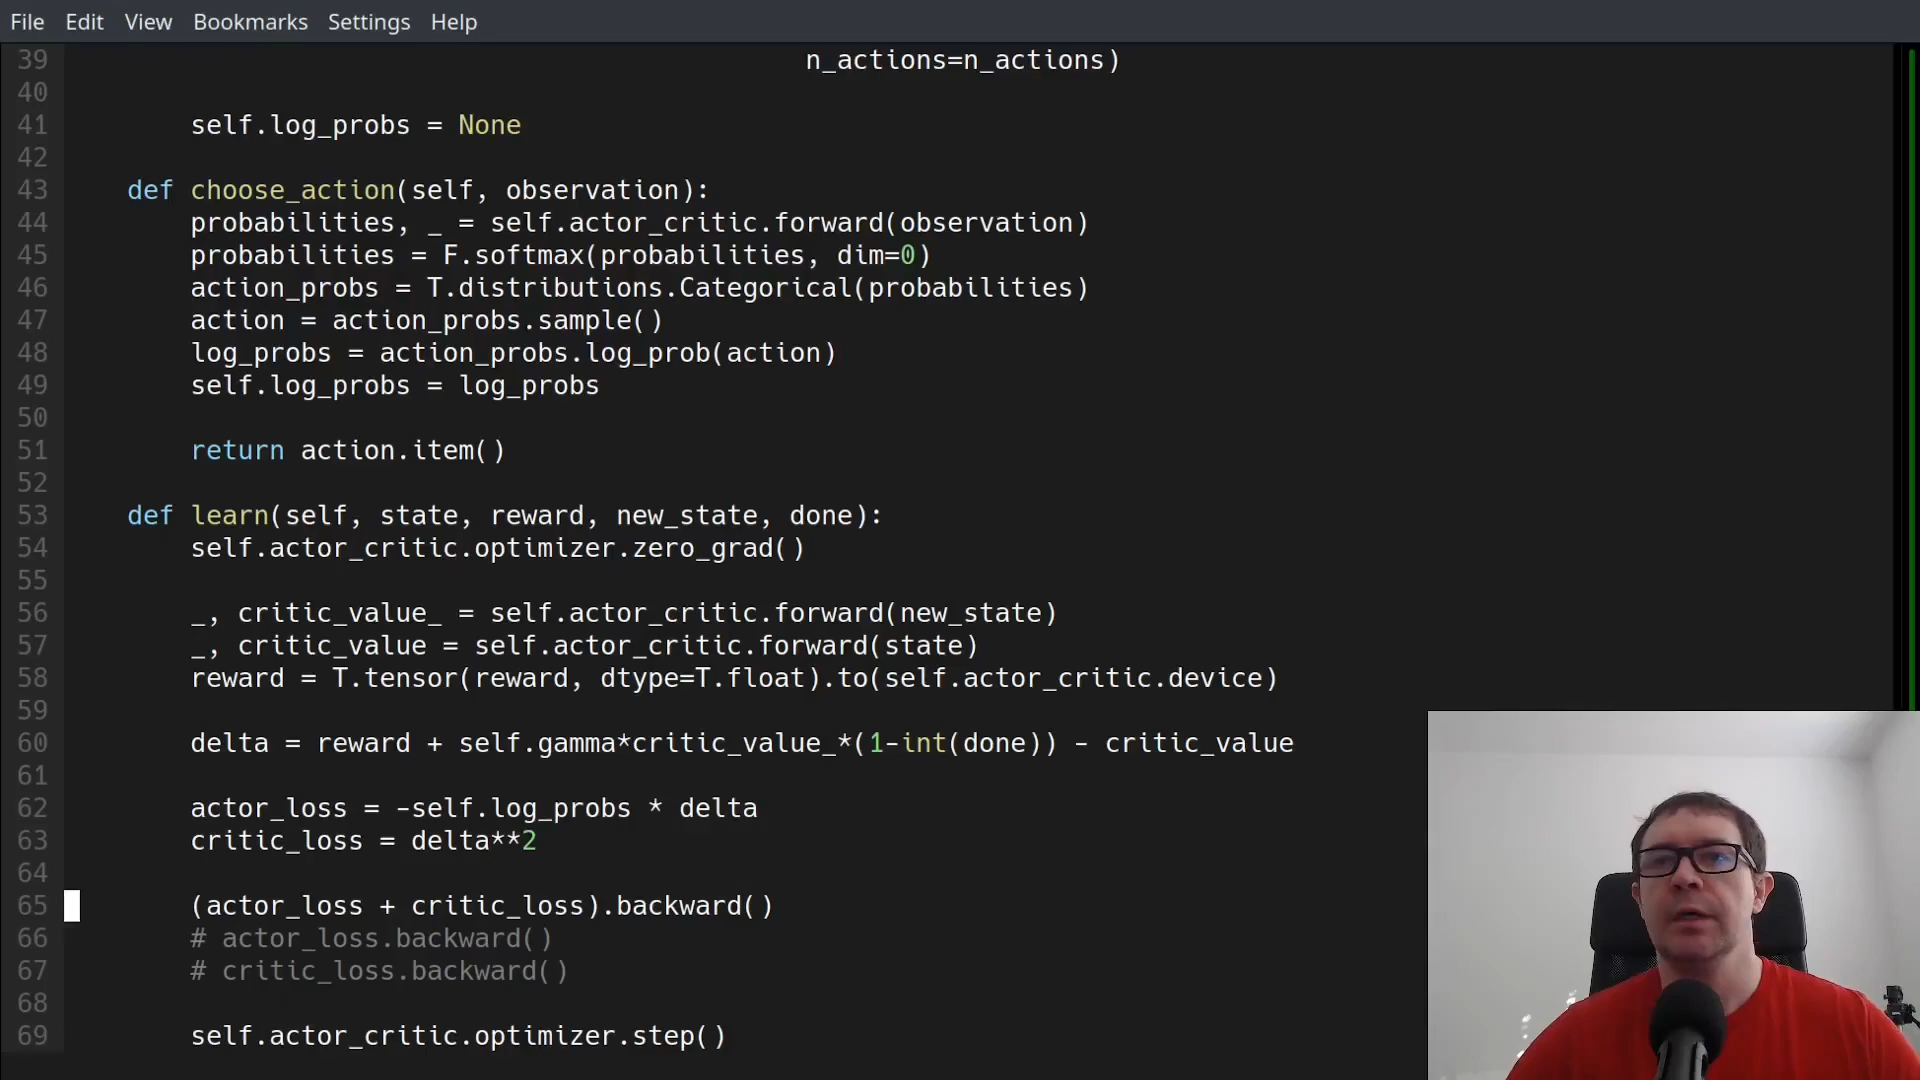 File Edit View Bookmarks Settings Help
39 n_actions=n_actions)
40
41 self.log_probs = None
42
43 def choose_action(self, observation):
44 probabilities, _ = self.actor_critic.forward(observation)
45 probabilities = F.softmax(probabilities, dim=0)
46 action_probs = T.distributions.Categorical(probabilities)
47 action = action_probs.sample()
48 log_probs = action_probs.log_prob(action)
49 self.log_probs = log_probs
50
51 return action.item()
52
53 def learn(self, state, reward, new_state, done):
54 self.actor_critic.optimizer.zero_grad()
55
56 _, critic_value_ = self.actor_critic.forward(new_state)
57 _, critic_value = self.actor_critic.forward(state)
58 reward = T.tensor(reward, dtype=T.float).to(self.actor_critic.device)
59
60 delta = reward + self.gamma*critic_value_*(1-int(done)) - critic_value
61
62 actor_loss = -self.log_probs * delta
63 critic_loss = delta**2
64
65 (actor_loss + critic_loss).backward()
66 # actor_loss.backward()
67 # critic_loss.backward()
68
69 self.actor_critic.optimizer.step()